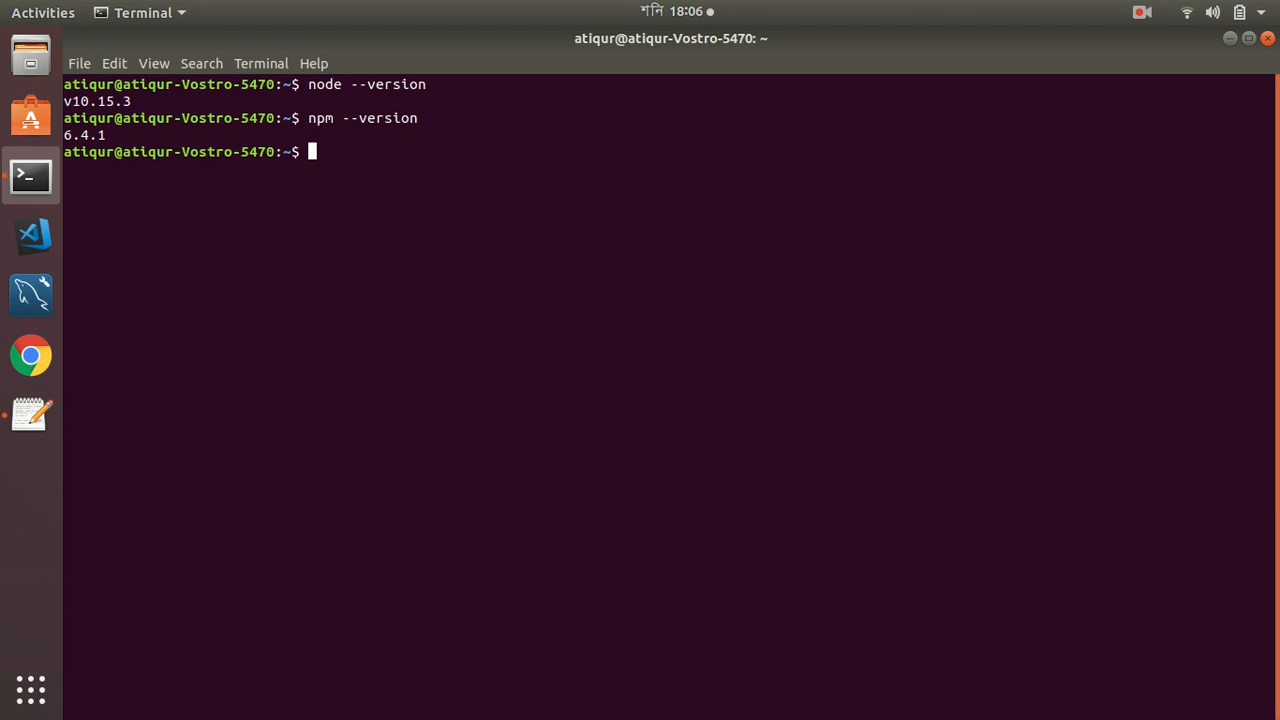 Activities Terminal শনি 18:06
atiqur@atiqur-Vostro-5470: ~
File Edit View Search Terminal Help
atiqur@atiqur-Vostro-5470:~$ node --version
v10.15.3
atiqur@atiqur-Vostro-5470:~$ npm --version
6.4.1
atiqur@atiqur-Vostro-5470:~$